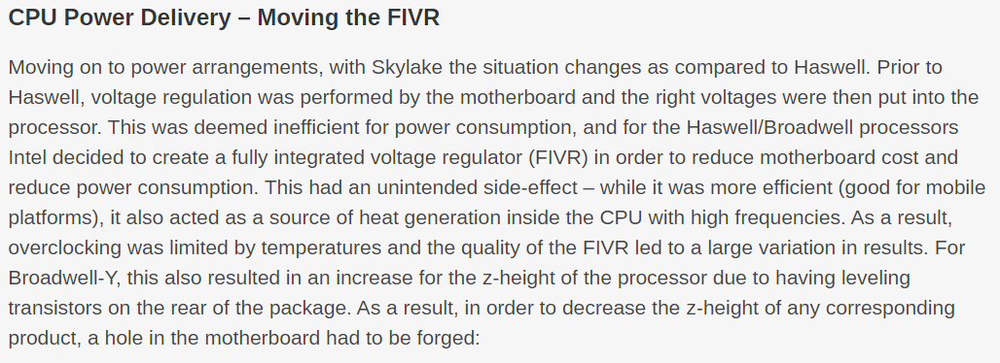 CPU Power Delivery – Moving the FIVR
Moving on to power arrangements, with Skylake the situation changes as compared to Haswell. Prior to
Haswell, voltage regulation was performed by the motherboard and the right voltages were then put into the
processor. This was deemed inefficient for power consumption, and for the Haswell/Broadwell processors
Intel decided to create a fully integrated voltage regulator (FIVR) in order to reduce motherboard cost and
reduce power consumption. This had an unintended side-effect – while it was more efficient (good for mobile
platforms), it also acted as a source of heat generation inside the CPU with high frequencies. As a result,
overclocking was limited by temperatures and the quality of the FIVR led to a large variation in results. For
Broadwell-Y, this also resulted in an increase for the z-height of the processor due to having leveling
transistors on the rear of the package. As a result, in order to decrease the z-height of any corresponding
product, a hole in the motherboard had to be forged: